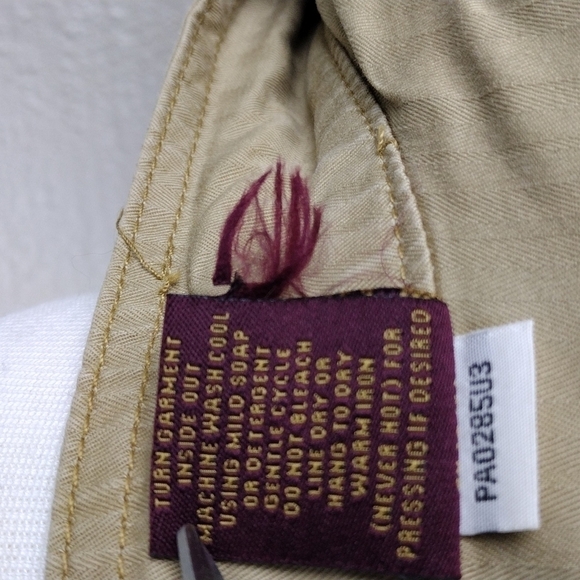 TURN GARMENT
INSIDE OUT
MACHINE WASH COOL
USING MILD SOAP
OR DETERGENT
GENTLE CYCLE
DO NOT BLEACH
LINE DRY OR
HANG TO DRY
WARM IRON
(NEVER HOT) FOR
PRESSING IF DESIRED
PA0285U3